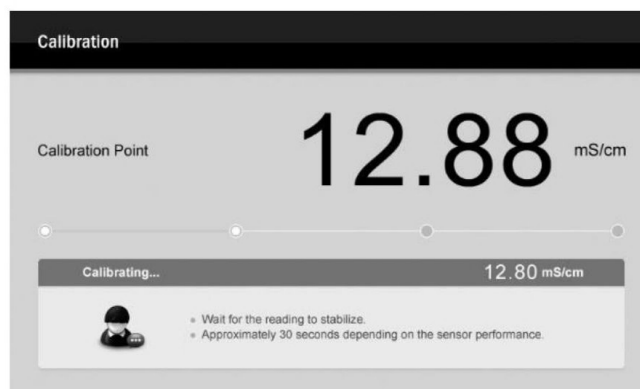 Calibration
Calibration Point 12.88 mS/cm
Calibrating... 12.80 mS/cm
Wait for the reading to stabilize.
Approximately 30 seconds depending on the sensor performance.